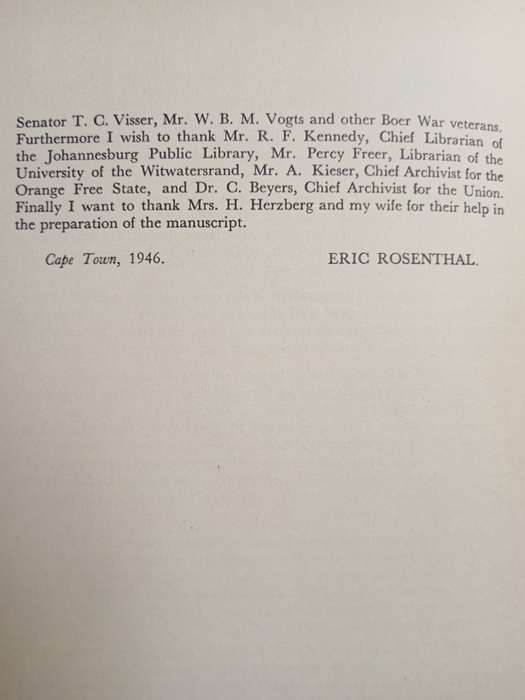 Senator T. C. Visser, Mr. W. B. M. Vogts and other Boer War veterans.
Furthermore I wish to thank Mr. R. F. Kennedy, Chief Librarian of
the Johannesburg Public Library, Mr. Percy Freer, Librarian of the
University of the Witwatersrand, Mr. A. Kieser, Chief Archivist for the
Orange Free State, and Dr. C. Beyers, Chief Archivist for the Union.
Finally I want to thank Mrs. H. Herzberg and my wife for their help in
the preparation of the manuscript.
Cape Town, 1946. ERIC ROSENTHAL.